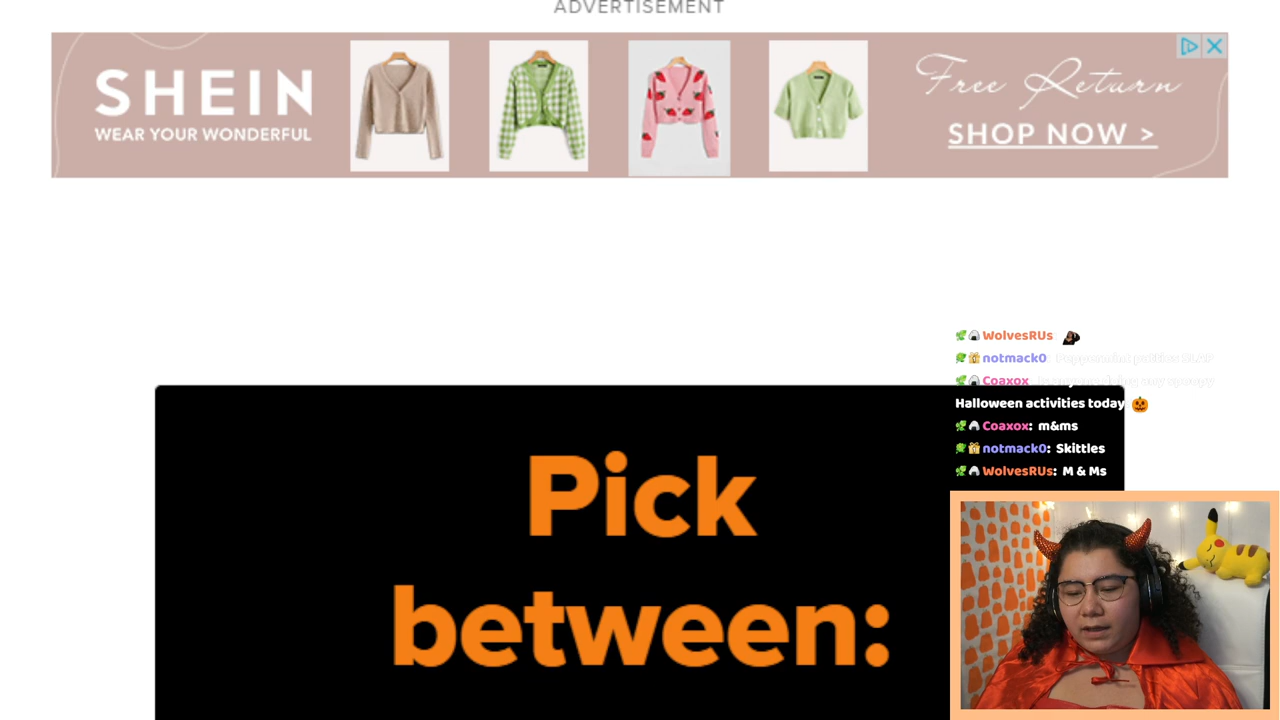 ADVERTISEMENT
SHEIN
WEAR YOUR WONDERFUL
Free Return
SHOP NOW >
WolvesRUs
notmack0:
Coaxox
Halloween activities today
Coaxox: m&ms
notmack0: Skittles
WolvesRUs: M & Ms
Pick
between: